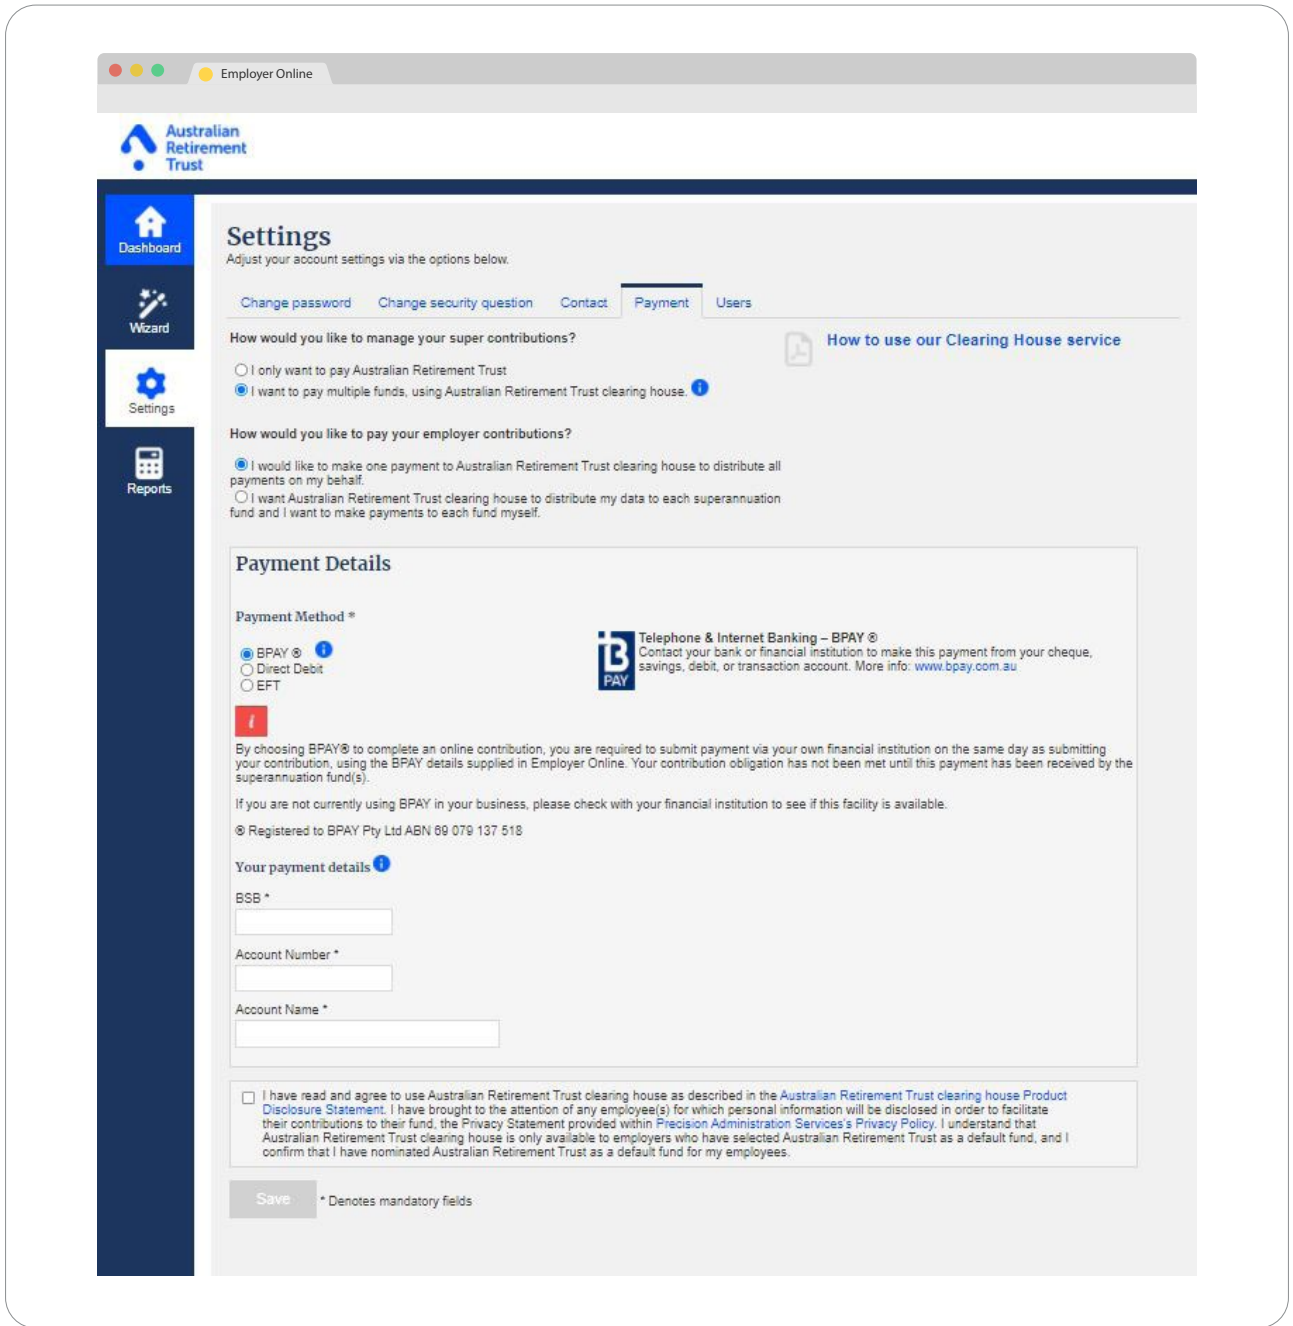 Employer Online
Australian
Retirement
Trust
Dashboard
Wizard
Settings
Reports
Settings
Adjust your account settings via the options below.
Change password Change security question Contact Payment Users
How would you like to manage your super contributions?
How to use our Clearing House service
I only want to pay Australian Retirement Trust
I want to pay multiple funds, using Australian Retirement Trust clearing house.
How would you like to pay your employer contributions?
I would like to make one payment to Australian Retirement Trust clearing house to distribute all
payments on my behalf.
I want Australian Retirement Trust clearing house to distribute my data to each superannuation
fund and I want to make payments to each fund myself.
Payment Details
Payment Method *
BPAY ®
Direct Debit
EFT
B
PAY
Telephone & Internet Banking – BPAY ®
Contact your bank or financial institution to make this payment from your cheque,
savings, debit, or transaction account. More info: www.bpay.com.au
i
By choosing BPAY® to complete an online contribution, you are required to submit payment via your own financial institution on the same day as submitting
your contribution, using the BPAY details supplied in Employer Online. Your contribution obligation has not been met until this payment has been received by the
superannuation fund(s).
If you are not currently using BPAY in your business, please check with your financial institution to see if this facility is available.
® Registered to BPAY Pty Ltd ABN 69 079 137 518
Your payment details
BSB *
Account Number *
Account Name *
I have read and agree to use Australian Retirement Trust clearing house as described in the Australian Retirement Trust clearing house Product
Disclosure Statement. I have brought to the attention of any employee(s) for which personal information will be disclosed in order to facilitate
their contributions to their fund, the Privacy Statement provided within Precision Administration Services's Privacy Policy. I understand that
Australian Retirement Trust clearing house is only available to employers who have selected Australian Retirement Trust as a default fund, and I
confirm that I have nominated Australian Retirement Trust as a default fund for my employees.
Save
* Denotes mandatory fields